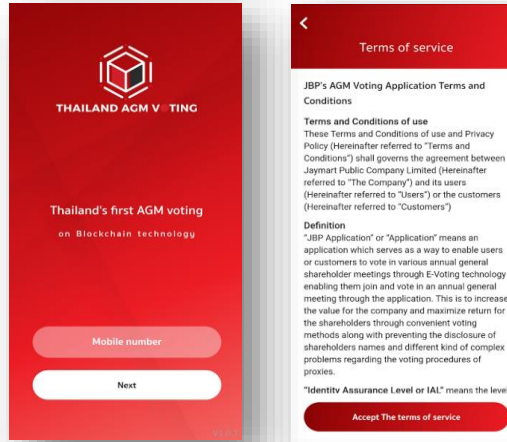 THAILAND AGM VOTING
Thailand's first AGM voting
on Blockchain technology
Mobile number
Next
Terms of service
JBP's AGM Voting Application Terms and
Conditions
Terms and Conditions of use
These Terms and Conditions of use and Privacy
Policy (Hereinafter referred to "Terms and
Conditions") shall governs the agreement between
Jaymart Public Company Limited (Hereinafter
referred to "The Company") and its users
(Hereinafter referred to "Users") or the customers
(Hereinafter referred to "Customers")
Definition
"JBP Application" or "Application" means an
application which serves as a way to enable users
or customers to vote in various annual general
shareholder meetings through E-Voting technology
enabling them join and vote in an annual general
meeting through the application. This is to increase
the value for the company and maximize return for
the shareholders through convenient voting
methods along with preventing the disclosure of
shareholders names and different kind of complex
problems regarding the voting procedures of
proxies.
"Identity Assurance Level or IAL" means the level
Accept The terms of service